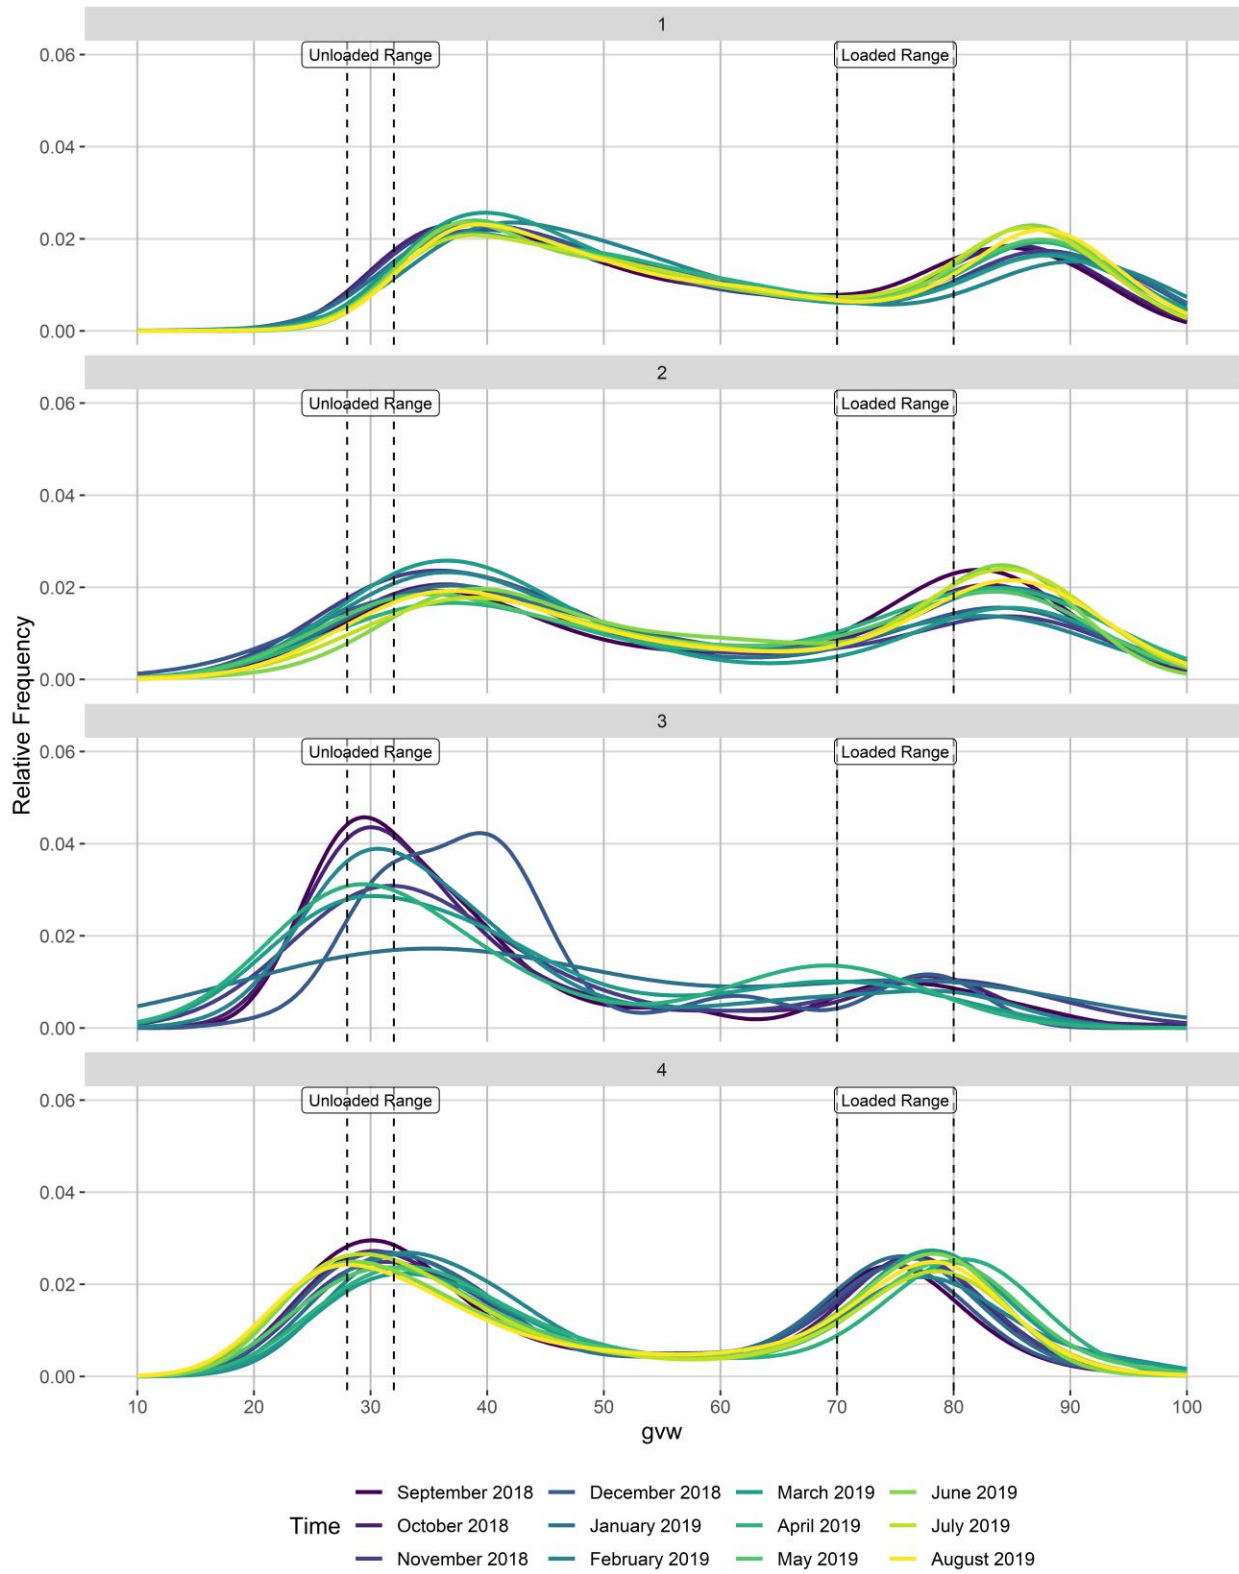 1
Unloaded Range Loaded Range
0.06
0.04
0.02
0.00
2
Unloaded Range Loaded Range
0.06
0.04
0.02
0.00
Relative Frequency
3
Unloaded Range Loaded Range
0.06
0.04
0.02
0.00
4
Unloaded Range Loaded Range
0.06
0.04
0.02
0.00
10 20 30 40 50 60 70 80 90 100
gvw
Time
September 2018 December 2018 March 2019 June 2019
October 2018 January 2019 April 2019 July 2019
November 2018 February 2019 May 2019 August 2019